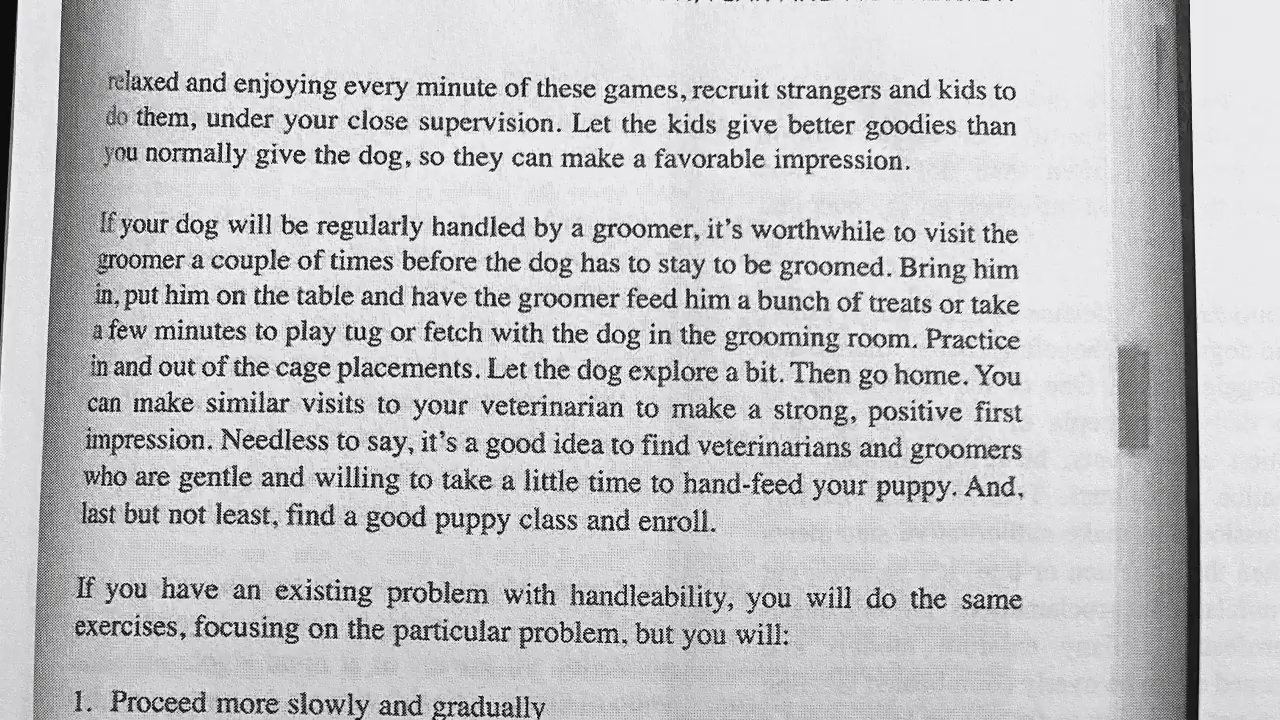 relaxed and enjoying every minute of these games, recruit strangers and kids to
do them, under your close supervision. Let the kids give better goodies than
you normally give the dog, so they can make a favorable impression.
If your dog will be regularly handled by a groomer, it's worthwhile to visit the
groomer a couple of times before the dog has to stay to be groomed. Bring him
in, put him on the table and have the groomer feed him a bunch of treats or take
a few minutes to play tug or fetch with the dog in the grooming room. Practice
in and out of the cage placements. Let the dog explore a bit. Then go home. You
can make similar visits to your veterinarian to make a strong, positive first
impression. Needless to say, it's a good idea to find veterinarians and groomers
who are gentle and willing to take a little time to hand-feed your puppy. And,
last but not least, find a good puppy class and enroll.
If you have an existing problem with handleability, you will do the same
exercises, focusing on the particular problem, but you will:
1. Proceed more slowly and gradually